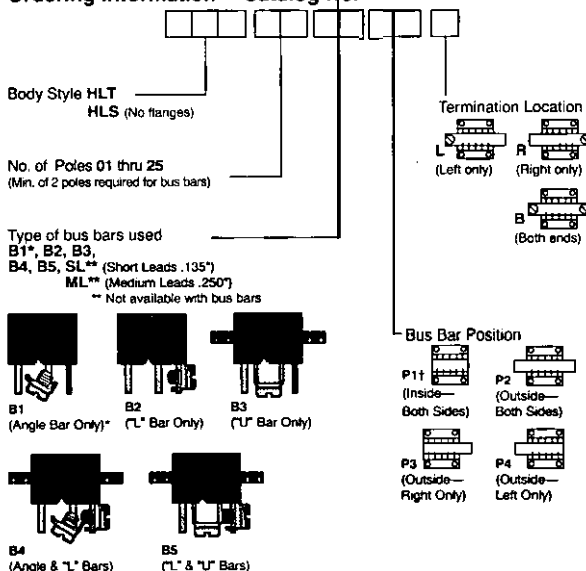 Body Style HLT
HLS (No flanges)
No. of Poles 01 thru 25
(Min. of 2 poles required for bus bars)
Type of bus bars used
B1*, B2, B3,
B4, B5, SL** (Short Leads .135")
ML** (Medium Leads .250")
** Not available with bus bars
B1
(Angle Bar Only)*
B2
("L" Bar Only)
B3
("U" Bar Only)
B4
(Angle & "L" Bars)
B5
("L" & "U" Bars)
Termination Location
L
(Left only)
R
(Right only)
B
(Both ends)
Bus Bar Position
P1†
(Inside—
Both Sides)
P2
(Outside—
Both Sides)
P3
(Outside—
Right Only)
P4
(Outside—
Left Only)